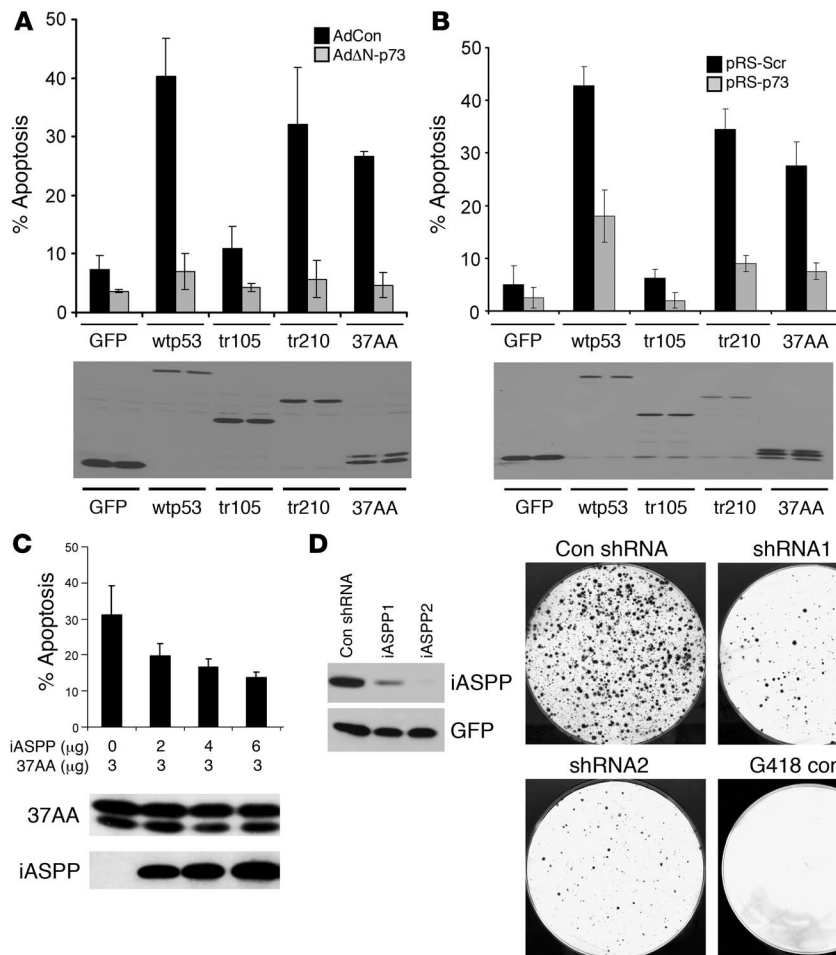 A
50
40
30
20
10
0
% Apoptosis
AdCon
AdΔN-p73
GFP wtp53 tr105 tr210 37AA
GFP wtp53 tr105 tr210 37AA
B
50
40
30
20
10
0
% Apoptosis
pRS-Scr
pRS-p73
GFP wtp53 tr105 tr210 37AA
GFP wtp53 tr105 tr210 37AA
C
50
40
30
20
10
0
% Apoptosis
iASPP (μg) 0 2 4 6
37AA (μg) 3 3 3 3
37AA
iASPP
D
Con shRNA
iASPP1
iASPP2
iASPP
GFP
Con shRNA
shRNA1
shRNA2
G418 con